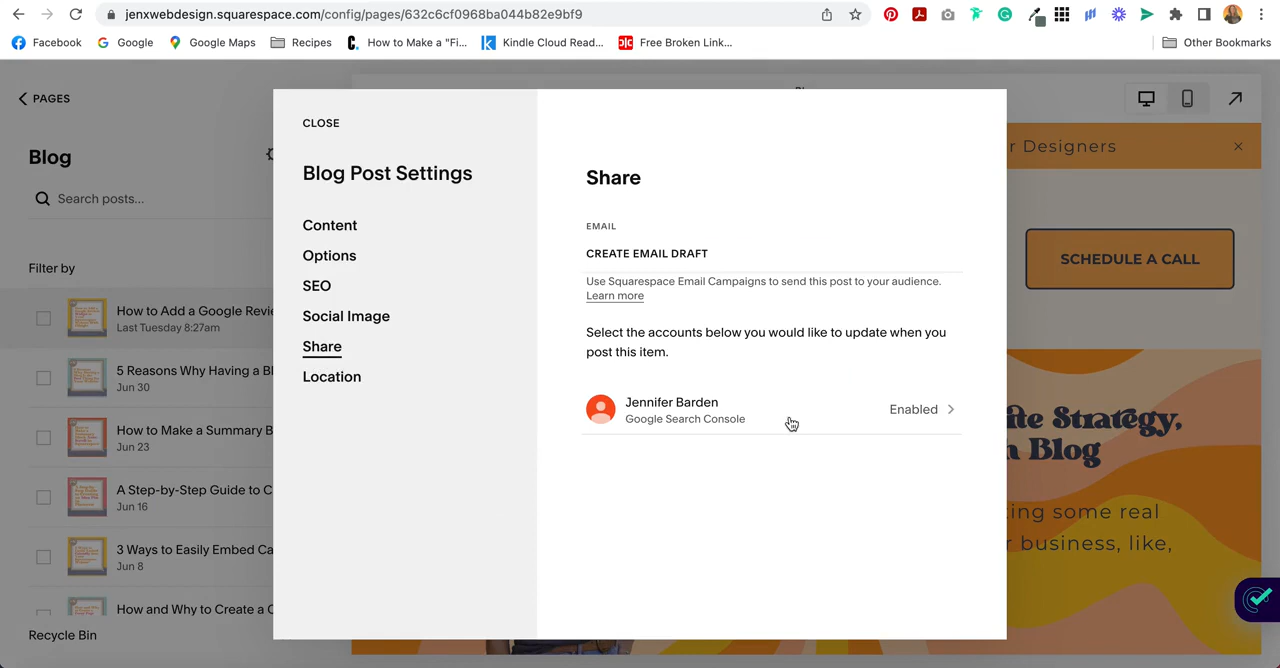 jenxwebdesign.squarespace.com/config/pages/632c6cf0968ba044b82e9bf9
Facebook
Google
Google Maps
Recipes
How to Make a "Fi...
Kindle Cloud Read...
Free Broken Link...
Other Bookmarks
PAGES
Blog
Search posts...
Filter by
How to Add a Google Revie
Last Tuesday 8:27am
5 Reasons Why Having a Bl
Jun 30
How to Make a Summary B
Jun 23
A Step-by-Step Guide to C
Jun 16
3 Ways to Easily Embed Ca
Jun 8
How and Why to Create a C
Recycle Bin
CLOSE
Blog Post Settings
Content
Options
SEO
Social Image
Share
Location
Share
EMAIL
CREATE EMAIL DRAFT
Use Squarespace Email Campaigns to send this post to your audience.
Learn more
Select the accounts below you would like to update when you
post this item.
Jennifer Barden
Google Search Console
Enabled
r Designers
SCHEDULE A CALL
ite Strategy,
n Blog
ing some real
r business, like,